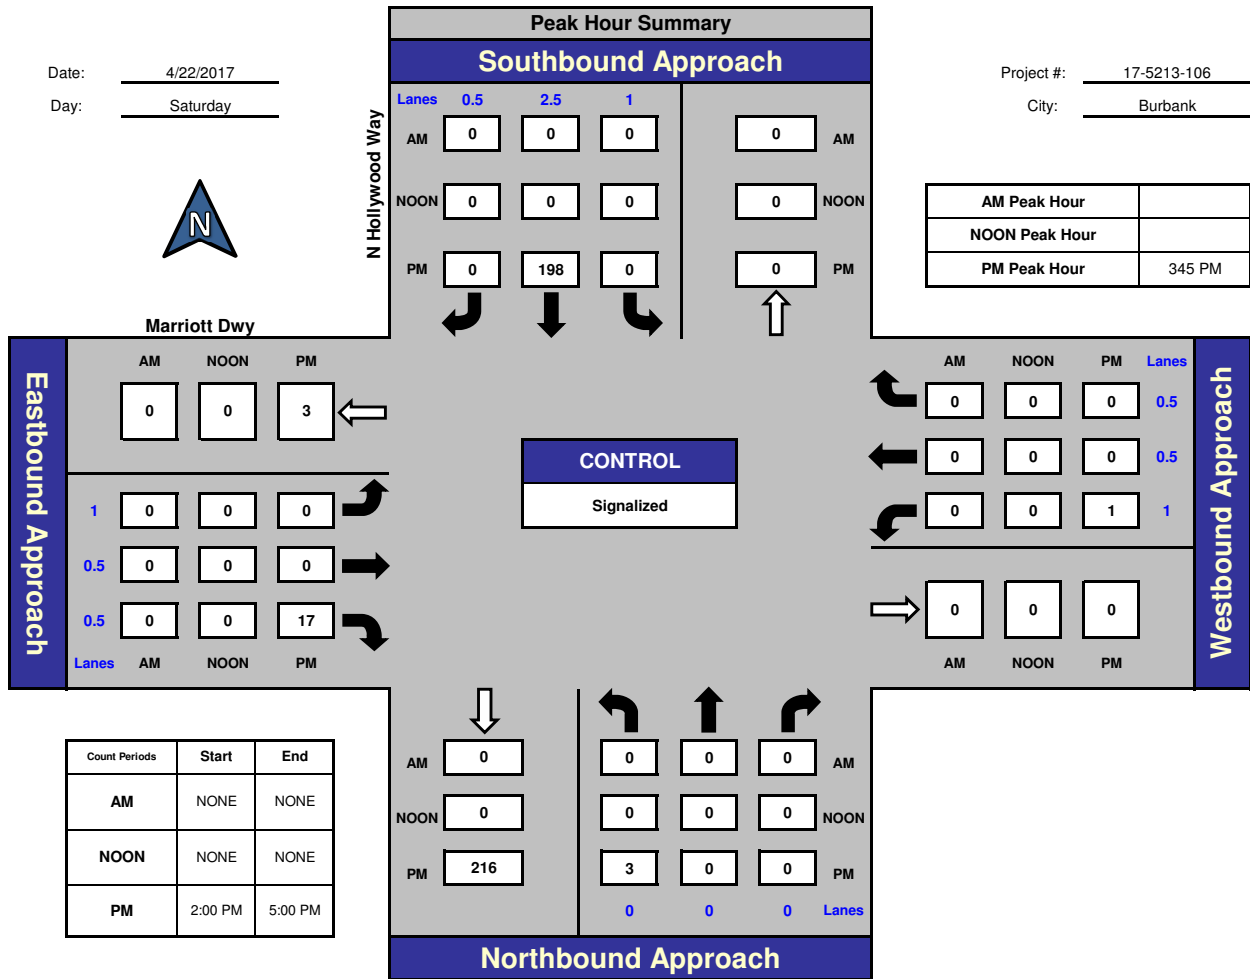 Peak Hour Summary
Southbound Approach
Date: 4/22/2017
Day: Saturday
Project #: 17-5213-106
City: Burbank
N Hollywood Way
Lanes 0.5 2.5 1
AM 0 0 0 0 AM
NOON 0 0 0 0 NOON
PM 0 198 0 0 PM
N
AM Peak Hour
NOON Peak Hour
PM Peak Hour 345 PM
Marriott Dwy
Eastbound Approach
AM NOON PM
0 0 3
1 0 0 0
0.5 0 0 0
0.5 0 0 17
Lanes AM NOON PM
CONTROL
Signalized
AM NOON PM Lanes
0 0 0 0.5
0 0 0 0.5
0 0 1 1
0 0 0
AM NOON PM
Westbound Approach
Count Periods Start End
AM NONE NONE
NOON NONE NONE
PM 2:00 PM 5:00 PM
AM 0 0 0 0 AM
NOON 0 0 0 0 NOON
PM 216 3 0 0 PM
0 0 0 Lanes
Northbound Approach